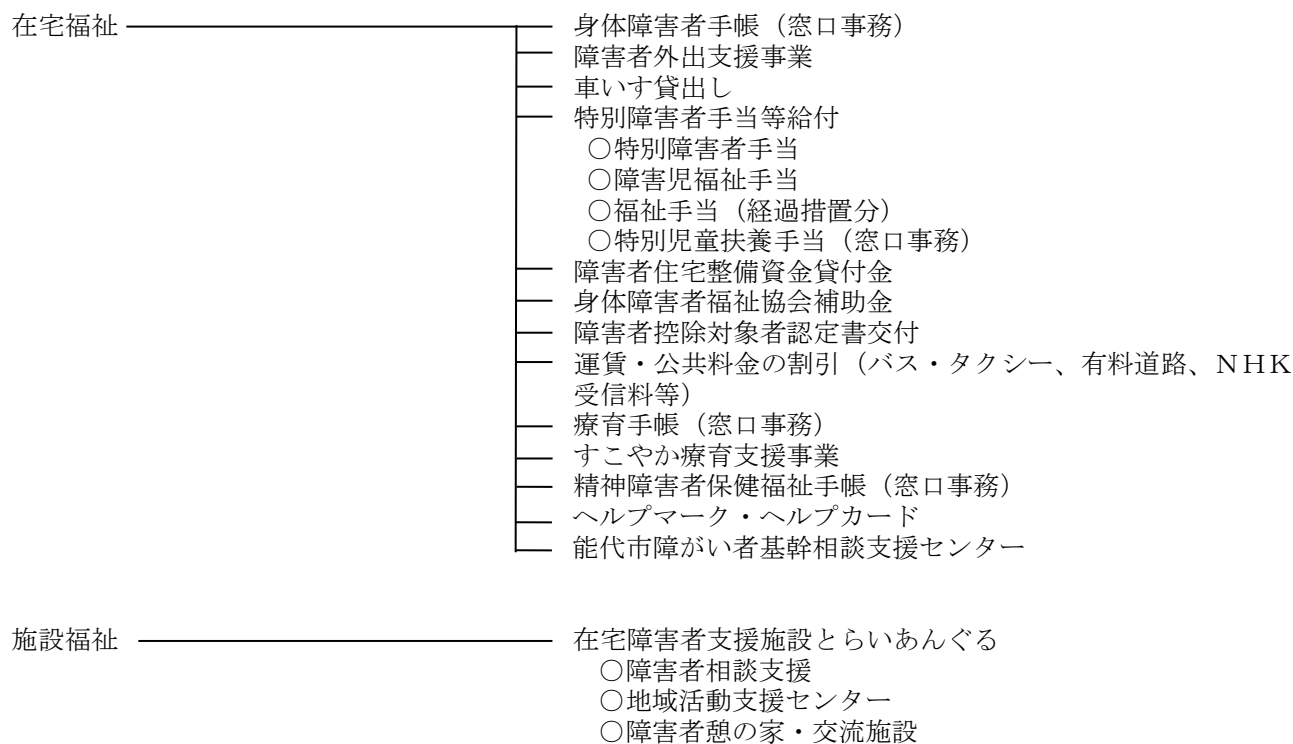 在宅福祉
身体障害者手帳（窓口事務）
障害者外出支援事業
車いす貸出し
特別障害者手当等給付
○特別障害者手当
○障害児福祉手当
○福祉手当（経過措置分）
○特別児童扶養手当（窓口事務）
障害者住宅整備資金貸付金
身体障害者福祉協会補助金
障害者控除対象者認定書交付
運賃・公共料金の割引（バス・タクシー、有料道路、ＮＨＫ
受信料等）
療育手帳（窓口事務）
すこやか療育支援事業
精神障害者保健福祉手帳（窓口事務）
ヘルプマーク・ヘルプカード
能代市障がい者基幹相談支援センター
施設福祉
在宅障害者支援施設とらいあんぐる
○障害者相談支援
○地域活動支援センター
○障害者憩の家・交流施設